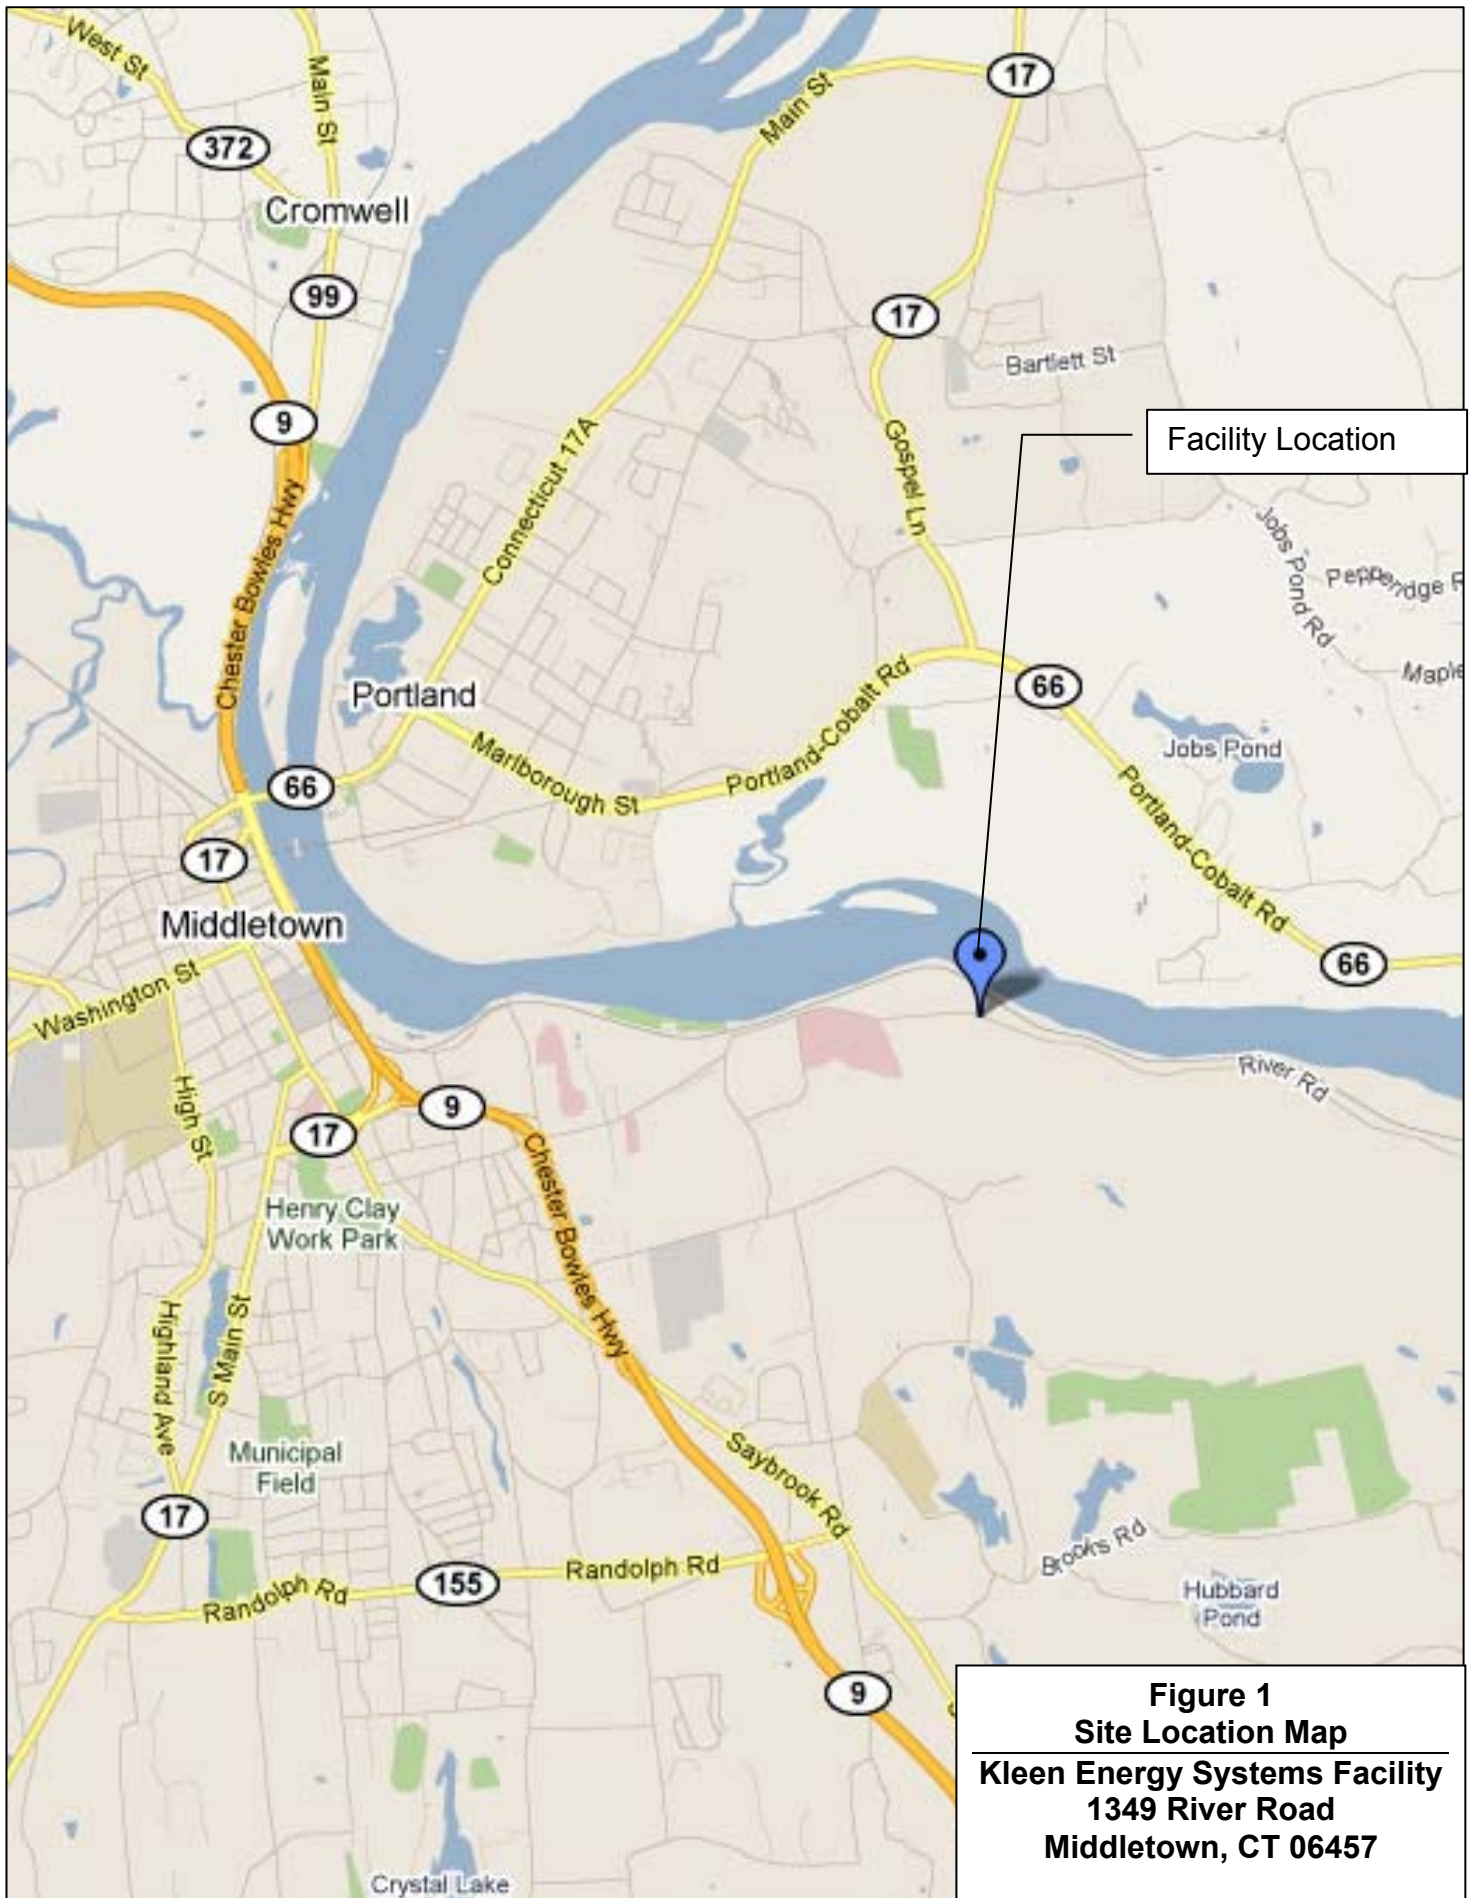 West St
Main St
Main St
17
372
Cromwell
99
17
Bartlett St
9
Facility Location
Gospel Ln
Connecticut 17A
Chester Bowles Hwy
Jobs Pond Rd
Maple
Portland
Portland-Cobalt Rd
66
Jobs Pond
Marlborough St
66
Portland-Cobalt Rd
17
Middletown
66
Washington St
River Rd
High St
9
17
Chester Bowles Hwy
Henry Clay
Work Park
S Main St
Highland Ave
Municipal
Field
Saybrook Rd
17
Brooks Rd
Randolph Rd
155
Randolph Rd
Hubbard
Pond
9
Crystal Lake
Figure 1
Site Location Map
Kleen Energy Systems Facility
1349 River Road
Middletown, CT 06457